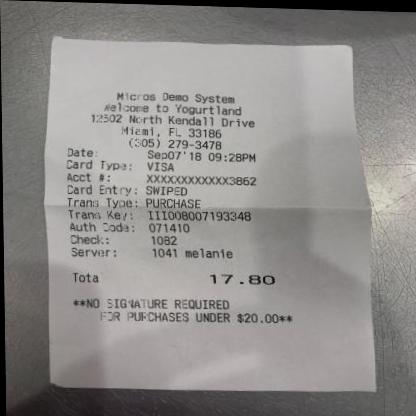 Micros Demo System
Welcome to Yogurtland
12502 North Kendall Drive
Miami, FL 33186
(305) 279-3478
Date: Sep07'18 09:28PM
Card Type: VISA
Acct #: XXXXXXXXXXXX3862
Card Entry: SWIPED
Trans Type: PURCHASE
Trans Key: III008007193348
Auth Code: 071410
Check: 1082
Server: 1041 melanie
Tota 17.80
**NO SIGNATURE REQUIRED
FOR PURCHASES UNDER $20.00**